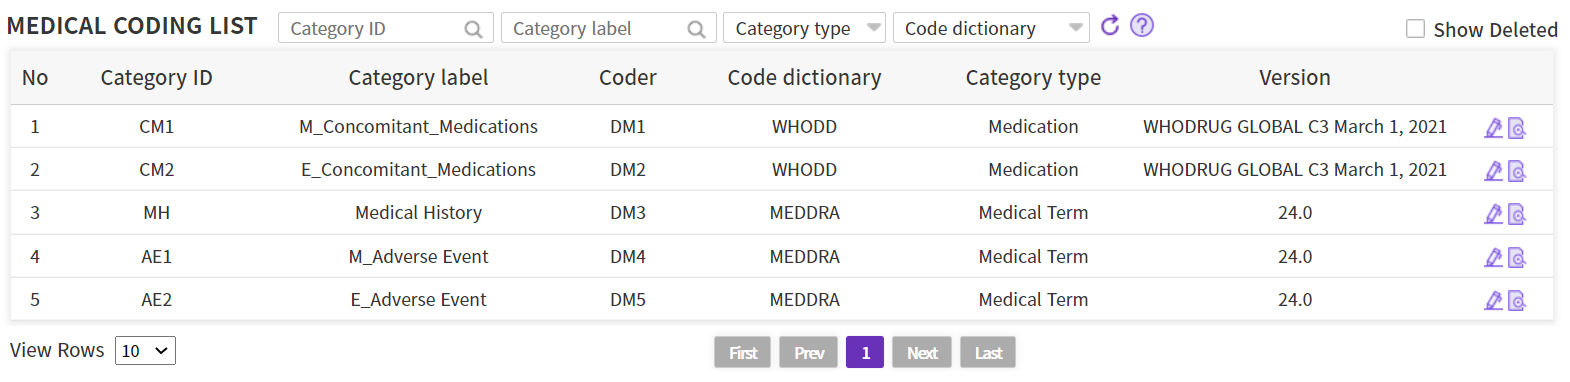 MEDICAL CODING LIST Category ID Category label Category type Code dictionary ? Show Deleted
No Category ID Category label Coder Code dictionary Category type Version
1 CM1 M_Concomitant_Medications DM1 WHODD Medication WHODRUG GLOBAL C3 March 1, 2021
2 CM2 E_Concomitant_Medications DM2 WHODD Medication WHODRUG GLOBAL C3 March 1, 2021
3 MH Medical History DM3 MEDDRA Medical Term 24.0
4 AE1 M_Adverse Event DM4 MEDDRA Medical Term 24.0
5 AE2 E_Adverse Event DM5 MEDDRA Medical Term 24.0
View Rows 10 First Prev 1 Next Last